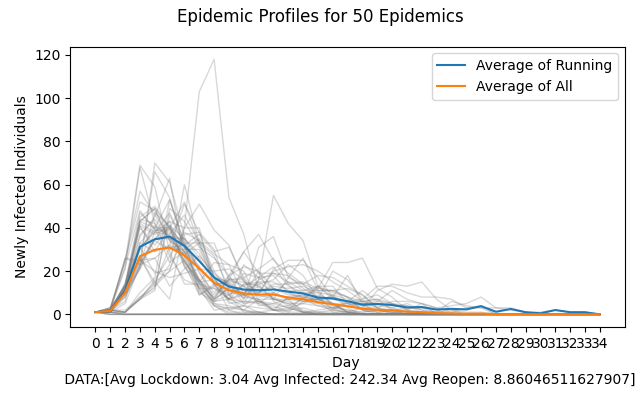 Epidemic Profiles for 50 Epidemics
Average of Running
Average of All
120
100
80
60
40
20
0
Newly Infected Individuals
0 1 2 3 4 5 6 7 8 9 10 11 12 13 14 15 16 17 18 19 20 21 22 23 24 25 26 27 28 29 30 31 32 33 34
Day
DATA:[Avg Lockdown: 3.04 Avg Infected: 242.34 Avg Reopen: 8.86046511627907]